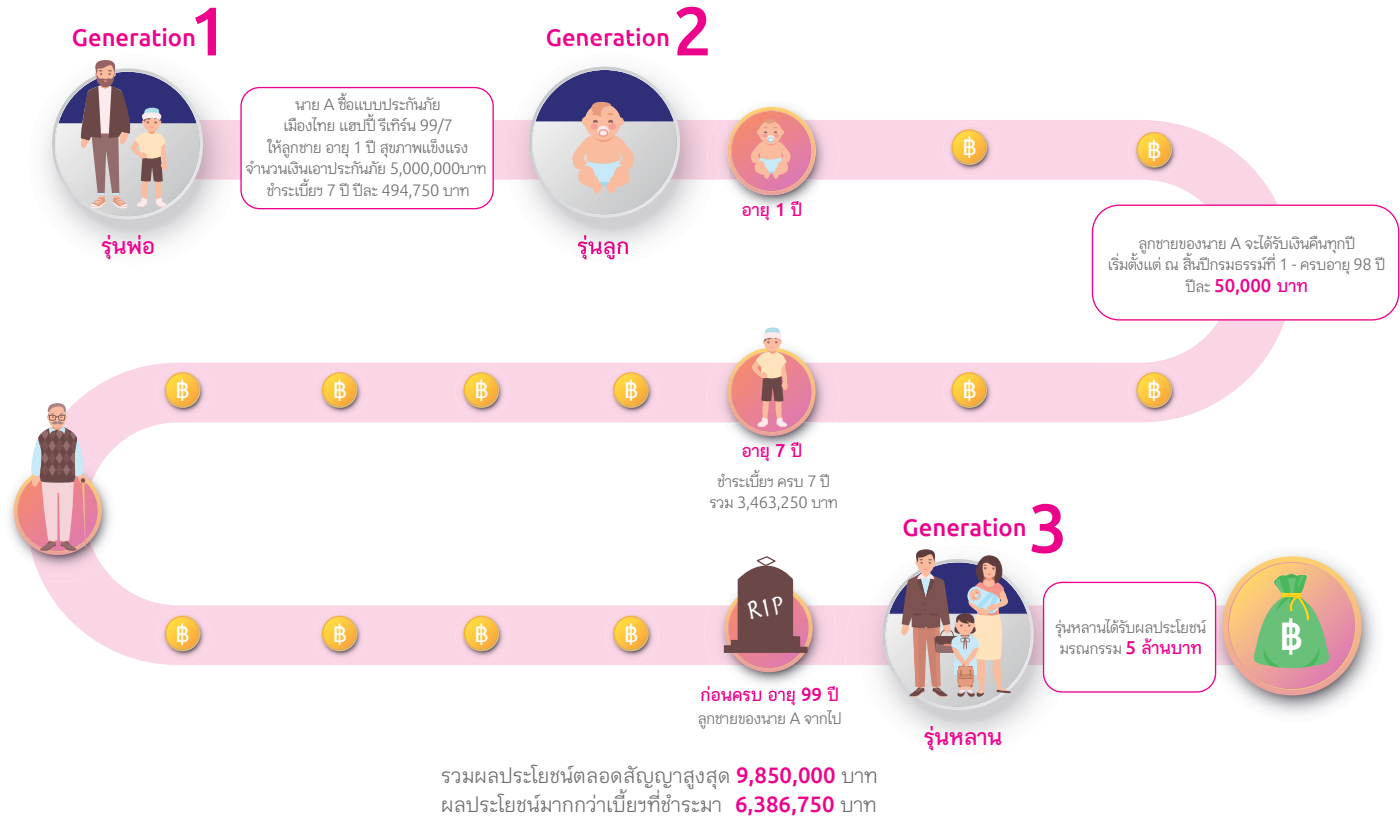 Generation 1
รุ่นพ่อ
นาย A ซื้อแบบประกันภัย
เมืองไทย แฮปปี้ รีเทิร์น 99/7
ให้ลูกชาย อายุ 1 ปี สุขภาพแข็งแรง
จำนวนเงินเอาประกันภัย 5,000,000บาท
ชำระเบี้ยฯ 7 ปี ปีละ 494,750 บาท
Generation 2
รุ่นลูก
อายุ 1 ปี
฿
฿
ลูกชายของนาย A จะได้รับเงินคืนทุกปี
เริ่มตั้งแต่ ณ สิ้นปีกรมธรรม์ที่ 1 - ครบอายุ 98 ปี
ปีละ 50,000 บาท
฿ ฿ ฿ ฿ ฿ ฿
อายุ 7 ปี
ชำระเบี้ยฯ ครบ 7 ปี
รวม 3,463,250 บาท
฿ ฿ ฿ ฿
RIP
ก่อนครบ อายุ 99 ปี
ลูกชายของนาย A จากไป
Generation 3
รุ่นหลาน
รุ่นหลานได้รับผลประโยชน์
มรณกรรม 5 ล้านบาท
฿
รวมผลประโยชน์ตลอดสัญญาสูงสุด 9,850,000 บาท
ผลประโยชน์มากกว่าเบี้ยฯที่ชำระมา 6,386,750 บาท